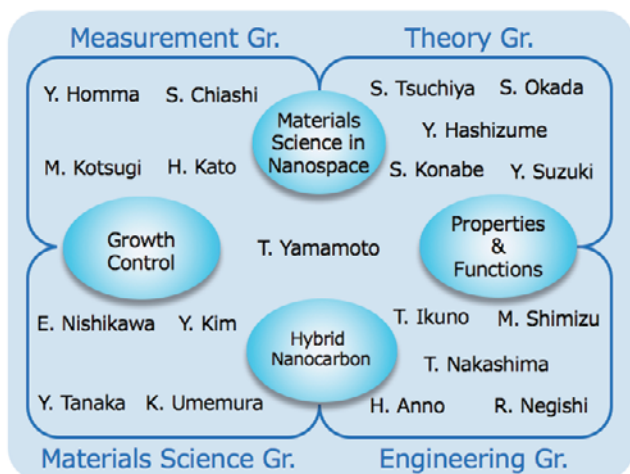 Measurement Gr.
Theory Gr.
Y. Homma
S. Chiashi
M. Kotsugi
H. Kato
Materials
Science in
Nanospace
S. Tsuchiya
S. Okada
Y. Hashizume
S. Konabe
Y. Suzuki
Growth
Control
T. Yamamoto
Properties
&
Functions
E. Nishikawa
Y. Kim
Y. Tanaka
K. Umemura
Hybrid
Nanocarbon
T. Ikuno
M. Shimizu
T. Nakashima
H. Anno
R. Negishi
Materials Science Gr.
Engineering Gr.